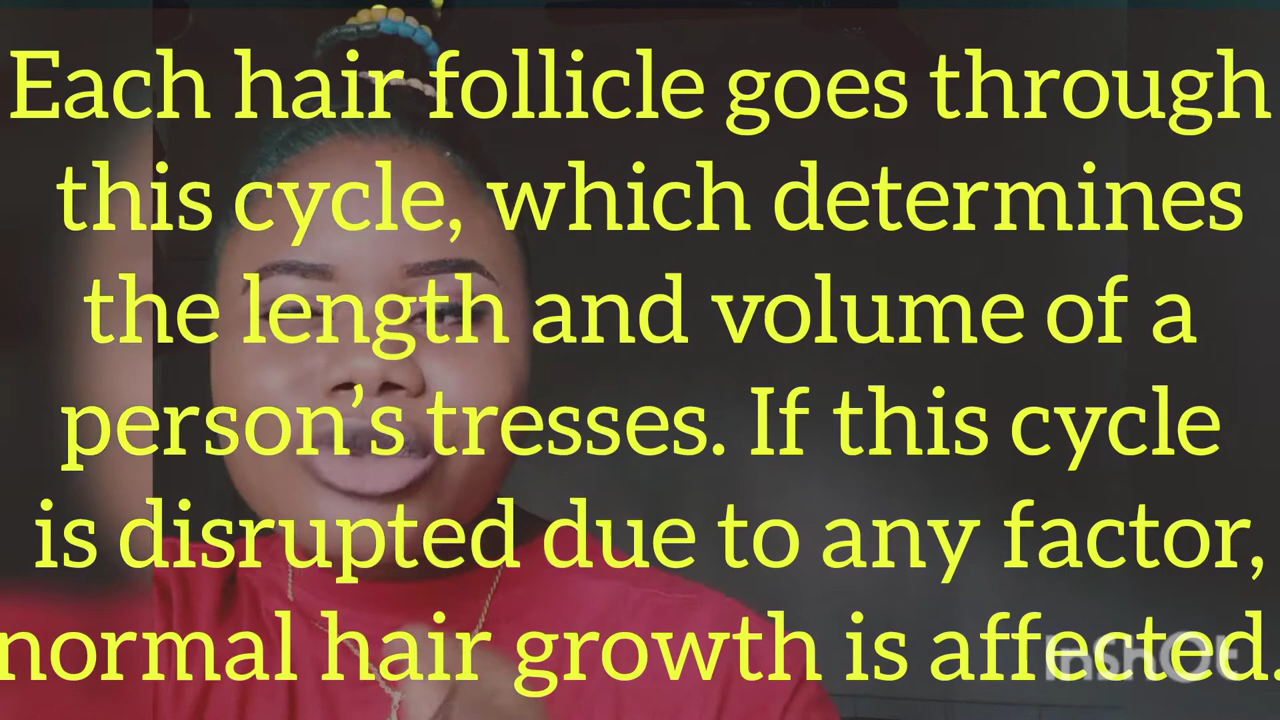 Each hair follicle goes through
this cycle, which determines
the length and volume of a
person's tresses. If this cycle
is disrupted due to any factor,
normal hair growth is affected.
InShOt